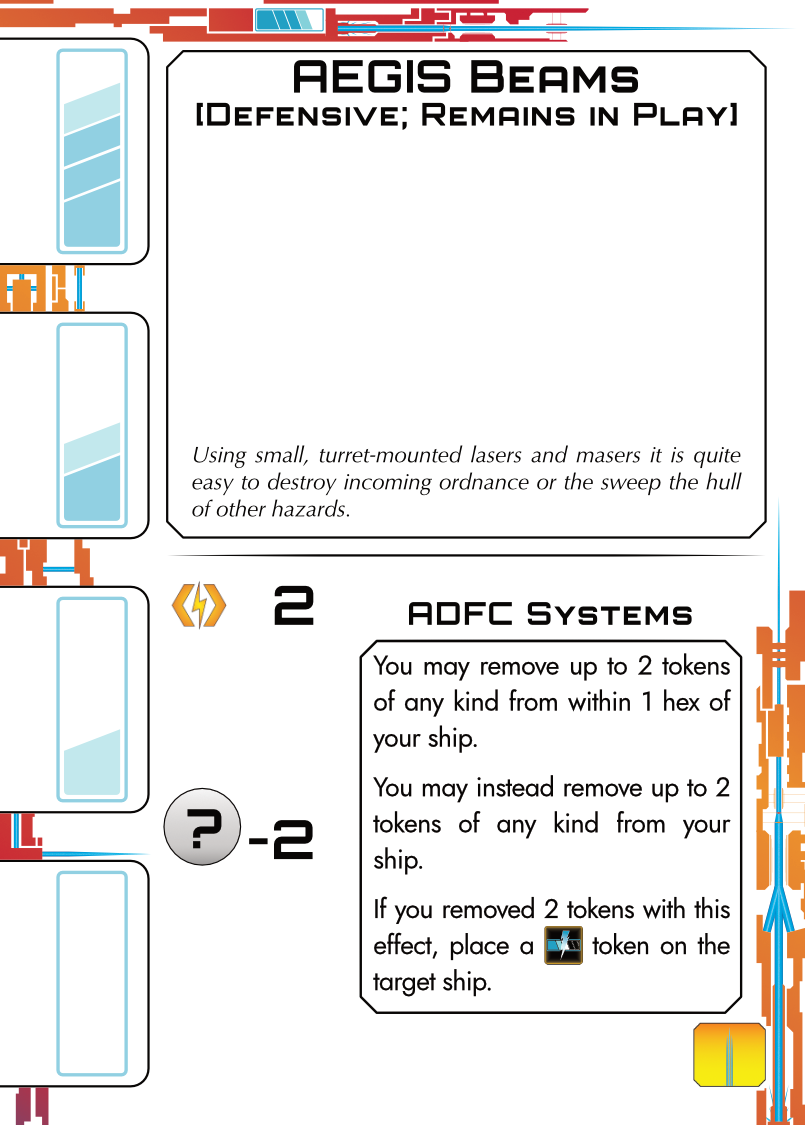 AEGIS Beams
[Defensive; Remains in Play]
Using small, turret-mounted lasers and masers it is quite
easy to destroy incoming ordnance or the sweep the hull
of other hazards.
2
ADFC Systems
You may remove up to 2 tokens
of any kind from within 1 hex of
your ship.
You may instead remove up to 2
tokens of any kind from your
ship.
? -2
If you removed 2 tokens with this
effect, place a token on the
target ship.